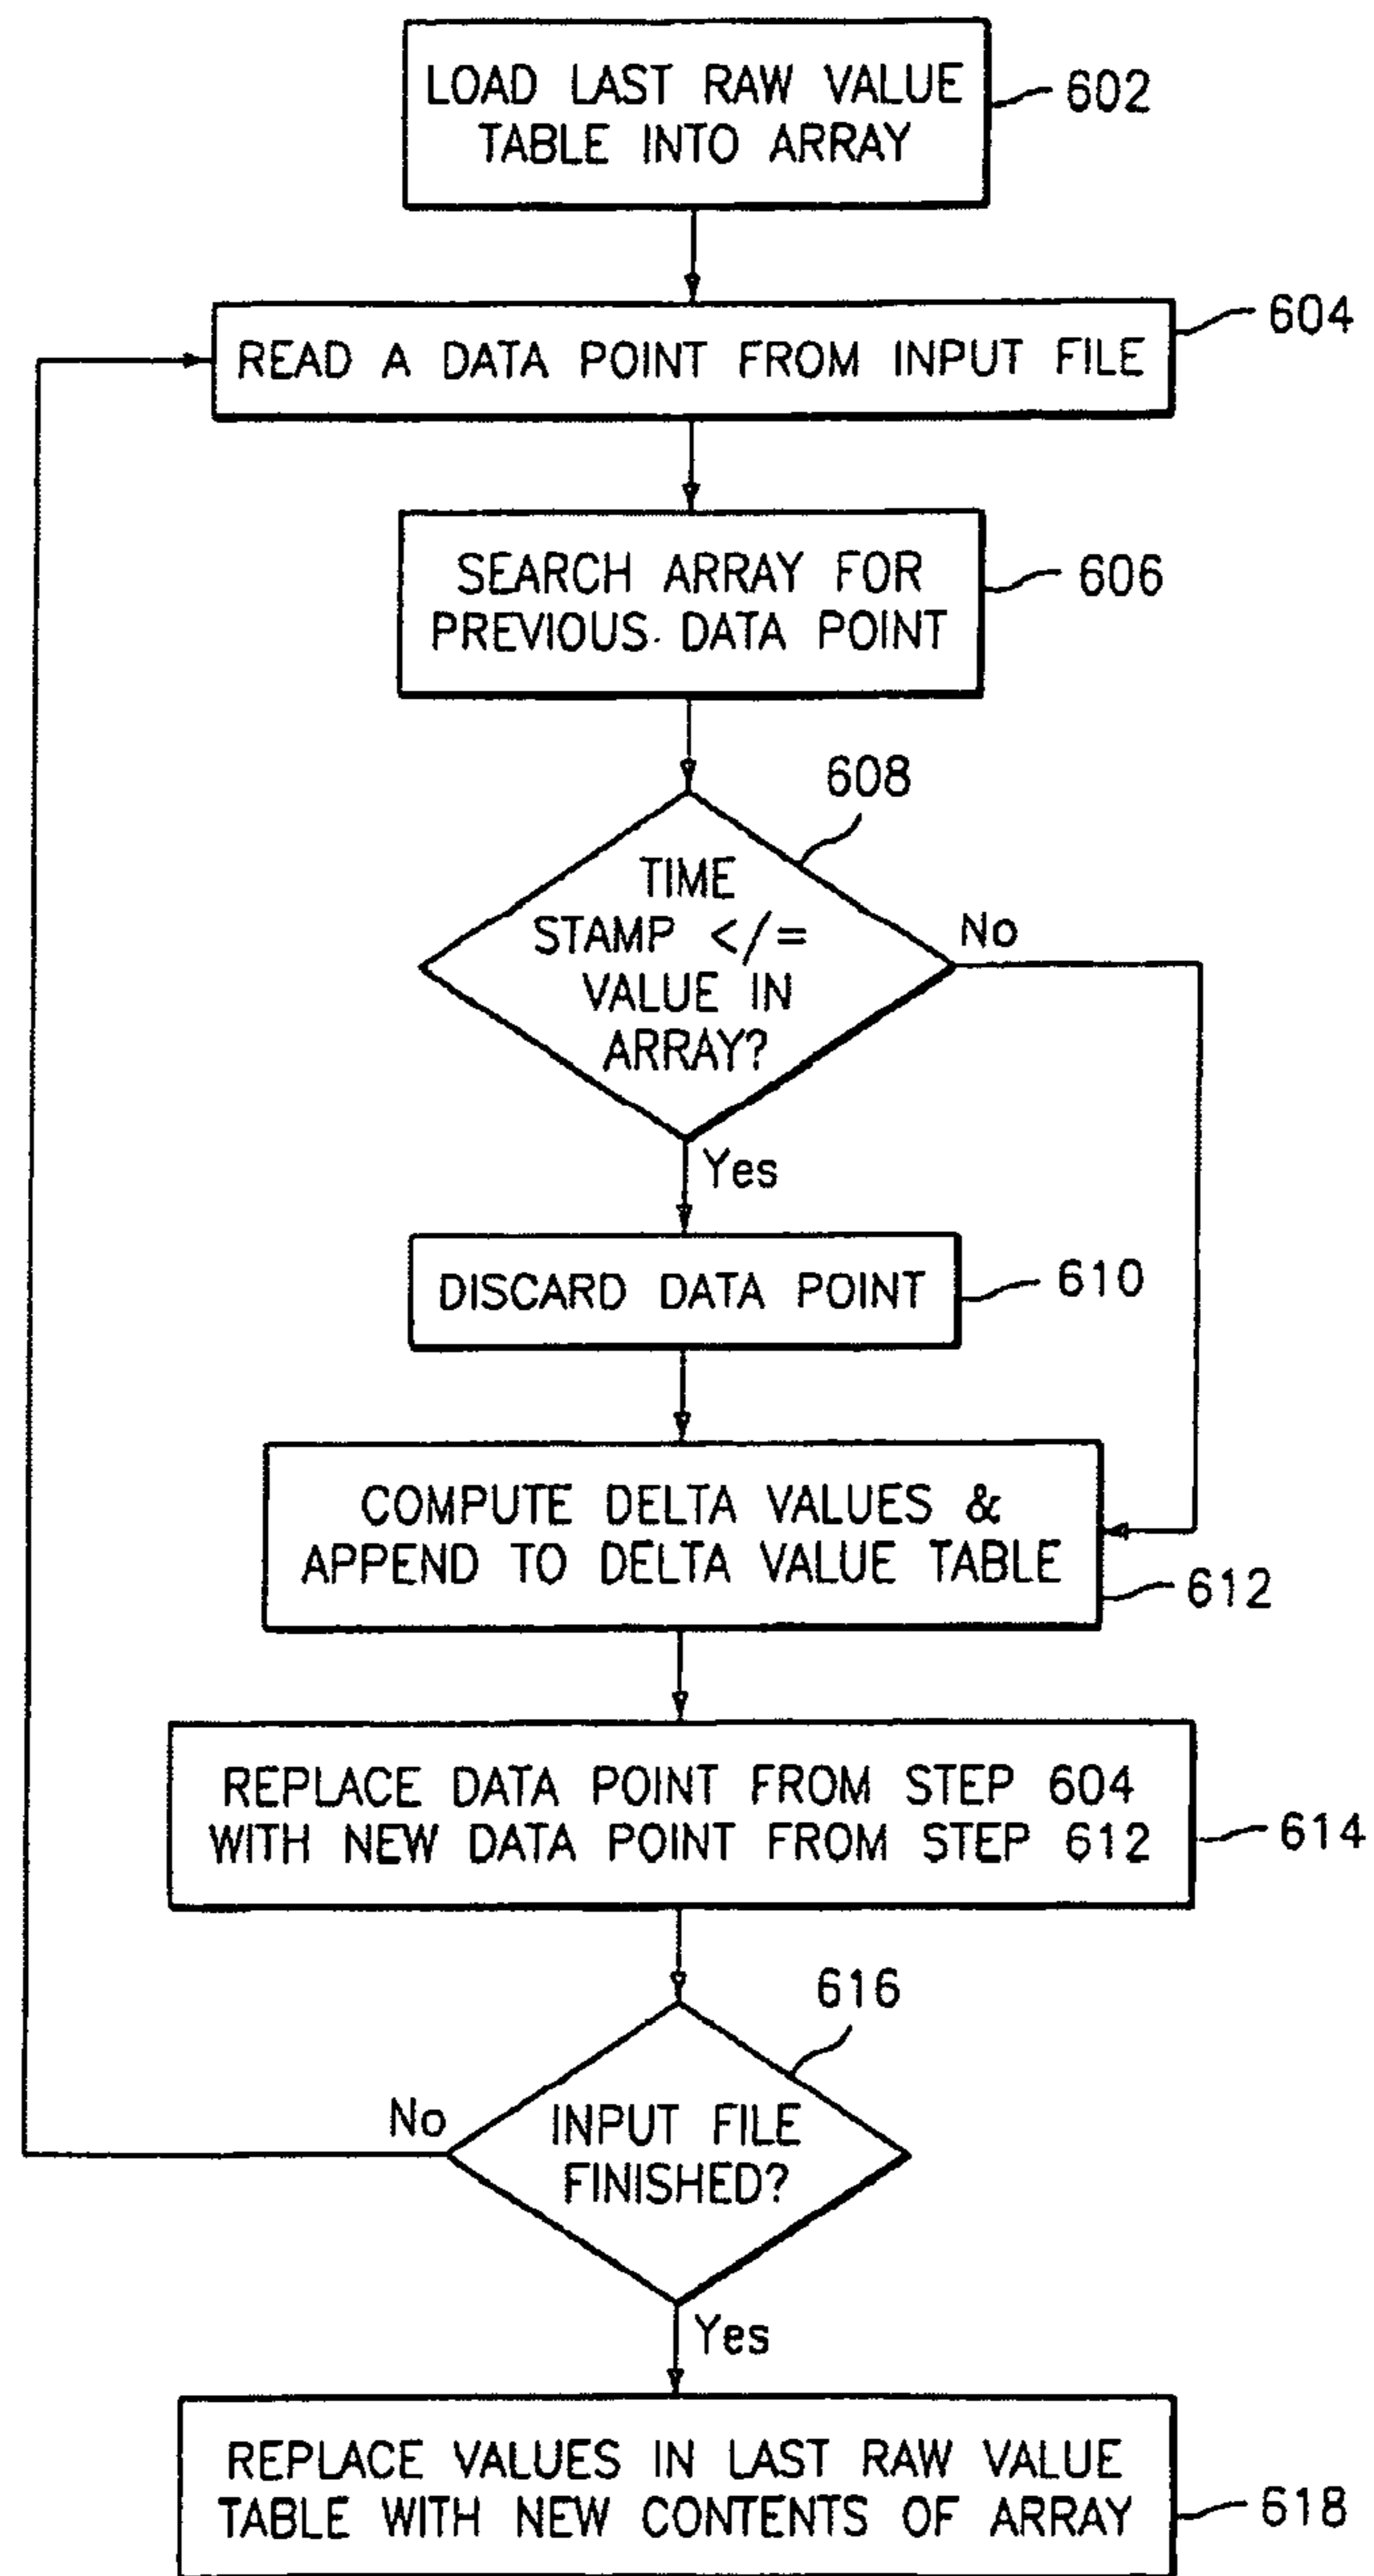 LOAD LAST RAW VALUE
TABLE INTO ARRAY
602
READ A DATA POINT FROM INPUT FILE
604
SEARCH ARRAY FOR
PREVIOUS DATA POINT
606
608
TIME
STAMP </=
VALUE IN
ARRAY?
No
Yes
DISCARD DATA POINT
610
COMPUTE DELTA VALUES &
APPEND TO DELTA VALUE TABLE
612
REPLACE DATA POINT FROM STEP 604
WITH NEW DATA POINT FROM STEP 612
614
616
No
INPUT FILE
FINISHED?
Yes
REPLACE VALUES IN LAST RAW VALUE
TABLE WITH NEW CONTENTS OF ARRAY
618